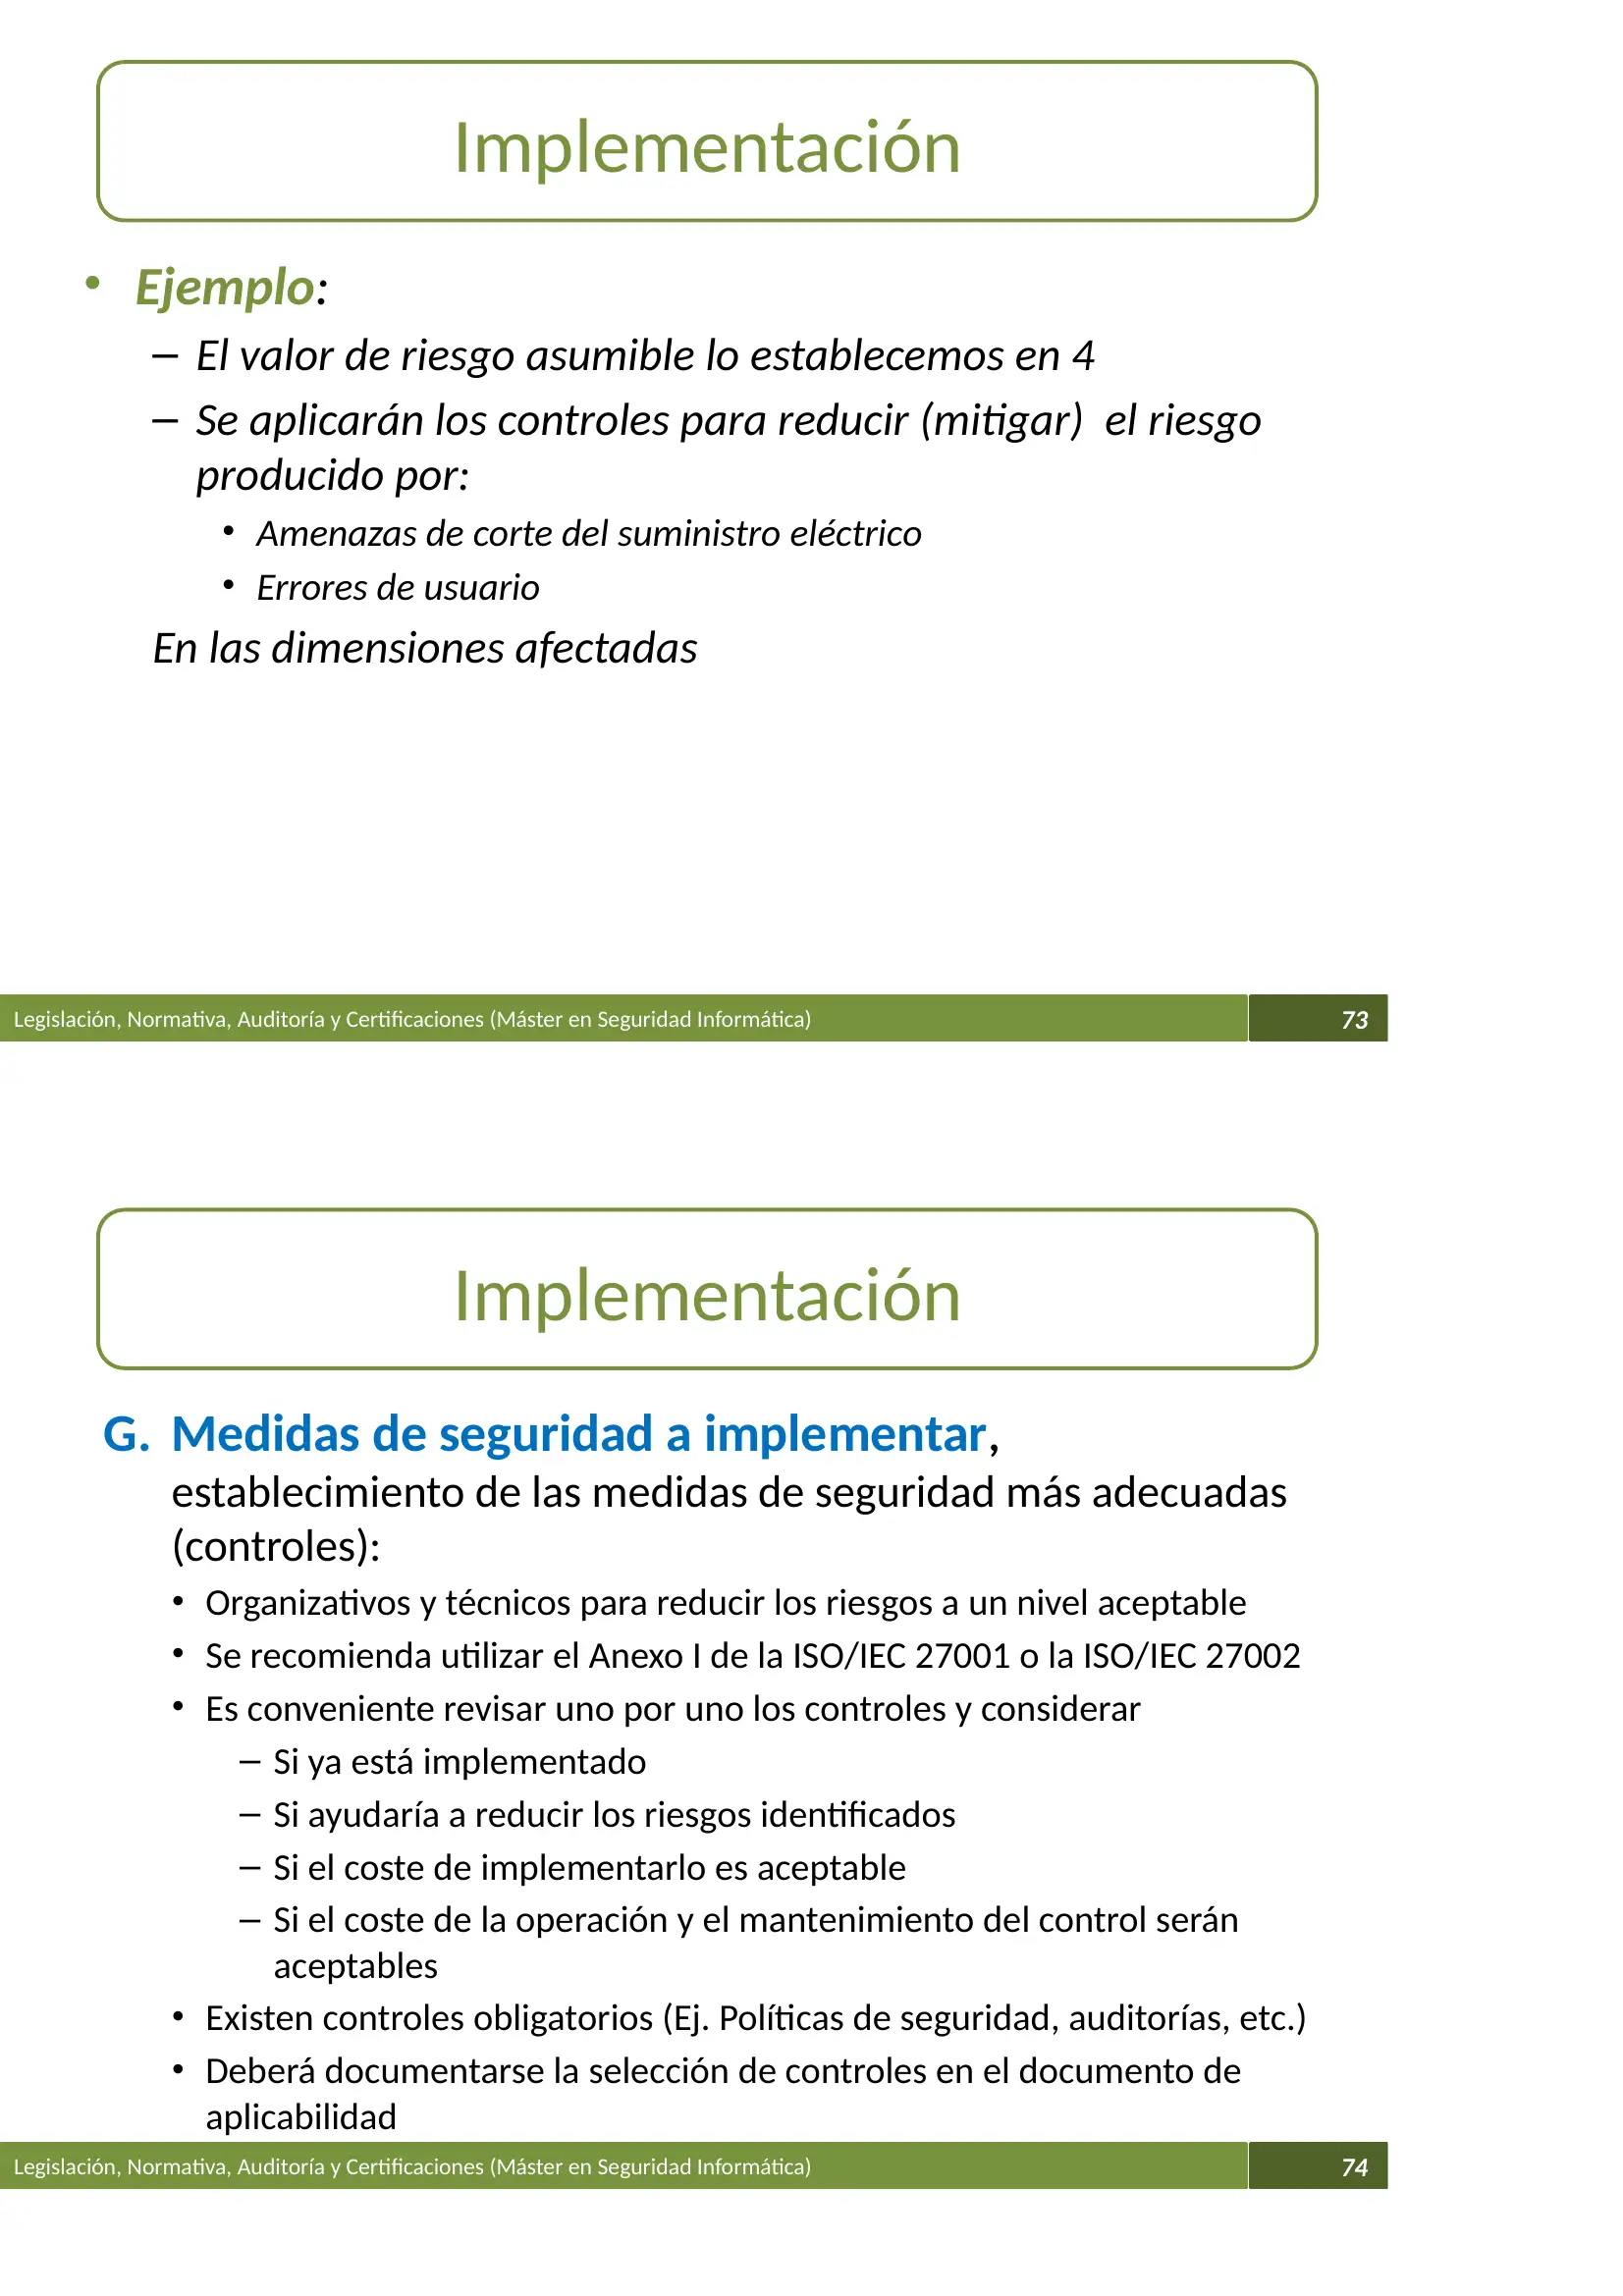 Implementación
• Ejemplo:
– El valor de riesgo asumible lo establecemos en 4
– Se aplicarán los controles para reducir (mitigar)  el riesgo
producido por:
• Amenazas de corte del suministro eléctrico
• Errores de usuario
En las dimensiones afectadas
Legislación, Normativa, Auditoría y Certificaciones (Máster en Seguridad Informática)
73
Implementación
G. Medidas de seguridad a implementar,
establecimiento de las medidas de seguridad más adecuadas
(controles):
• Organizativos y técnicos para reducir los riesgos a un nivel aceptable
• Se recomienda utilizar el Anexo I de la ISO/IEC 27001 o la ISO/IEC 27002
• Es conveniente revisar uno por uno los controles y considerar
– Si ya está implementado
– Si ayudaría a reducir los riesgos identificados
– Si el coste de implementarlo es aceptable
– Si el coste de la operación y el mantenimiento del control serán
aceptables
• Existen controles obligatorios (Ej. Políticas de seguridad, auditorías, etc.)
• Deberá documentarse la selección de controles en el documento de
aplicabilidad
Legislación, Normativa, Auditoría y Certificaciones (Máster en Seguridad Informática)
74